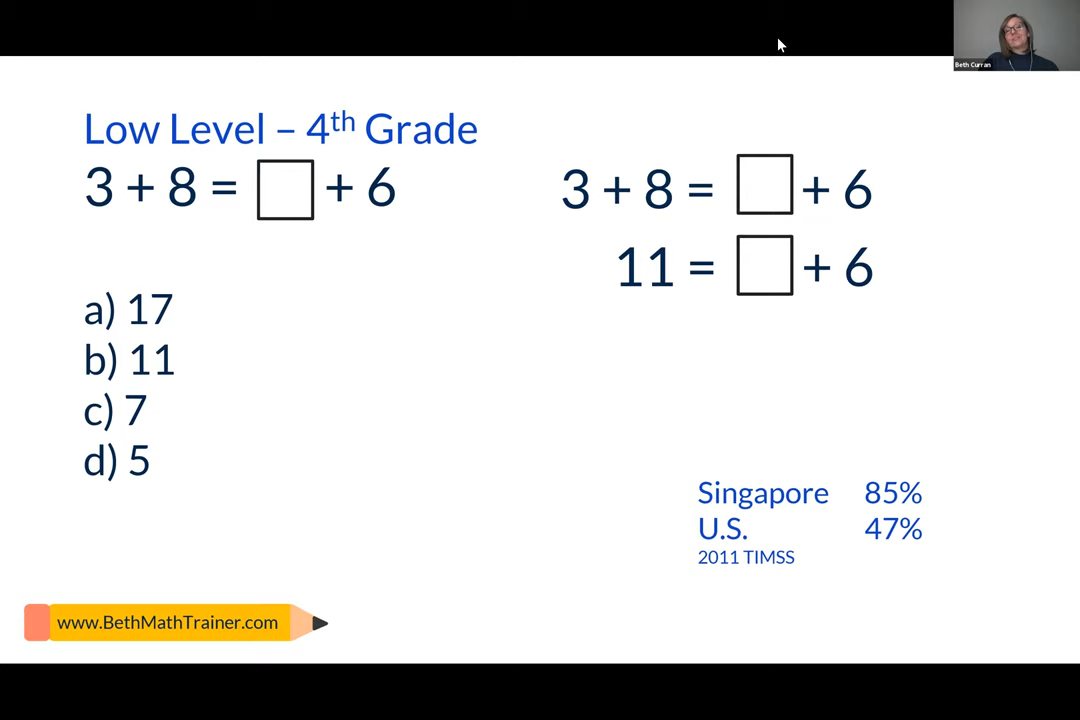 Beth Curran
Low Level – 4th Grade
3 + 8 = □ + 6
a) 17
b) 11
c) 7
d) 5
3 + 8 = □ + 6
11 = □ + 6
Singapore 85%
U.S. 47%
2011 TIMSS
www.BethMathTrainer.com